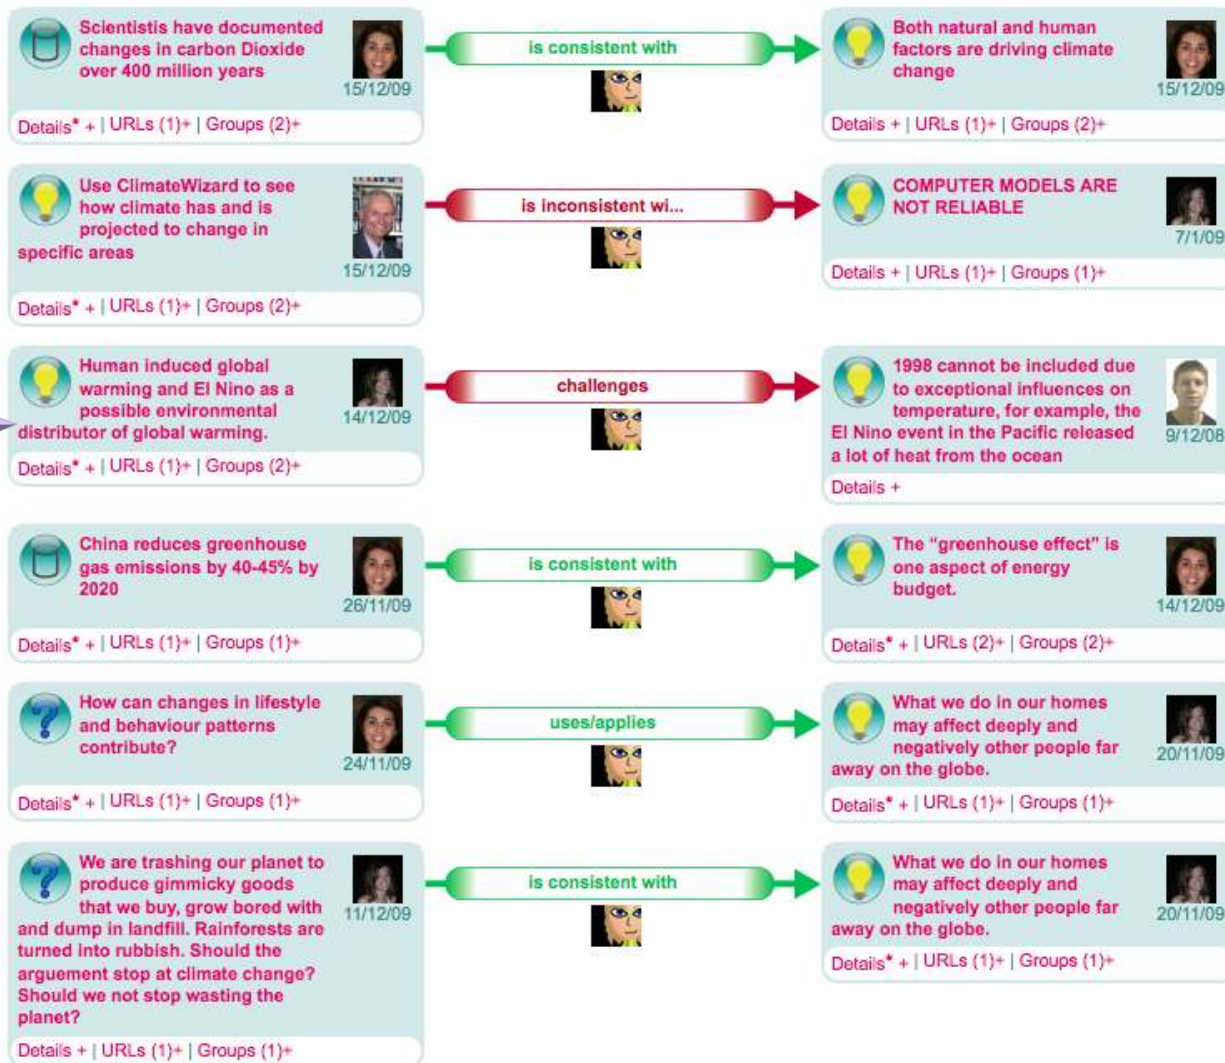 Scientistis have documented
changes in carbon Dioxide
over 400 million years
15/12/09
Details* + | URLs (1)+ | Groups (2)+
is consistent with
Both natural and human
factors are driving climate
change
15/12/09
Details + | URLs (1)+ | Groups (2)+
Use ClimateWizard to see
how climate has and is
projected to change in
specific areas
15/12/09
Details* + | URLs (1)+ | Groups (2)+
is inconsistent wi...
COMPUTER MODELS ARE
NOT RELIABLE
7/1/09
Details + | URLs (1)+ | Groups (1)+
Human induced global
warming and El Nino as a
possible environmental
distributor of global warming.
14/12/09
Details* + | URLs (1)+ | Groups (2)+
challenges
1998 cannot be included due
to exceptional influences on
temperature, for example, the
El Nino event in the Pacific released
a lot of heat from the ocean
9/12/08
Details +
China reduces greenhouse
gas emissions by 40-45% by
2020
26/11/09
Details* + | URLs (1)+ | Groups (1)+
is consistent with
The “greenhouse effect” is
one aspect of energy
budget.
14/12/09
Details* + | URLs (2)+ | Groups (2)+
How can changes in lifestyle
and behaviour patterns
contribute?
24/11/09
Details* + | URLs (1)+ | Groups (1)+
uses/applies
What we do in our homes
may affect deeply and
negatively other people far
away on the globe.
20/11/09
Details* + | URLs (1)+ | Groups (1)+
We are trashing our planet to
produce gimmicky goods
that we buy, grow bored with
and dump in landfill. Rainforests are
turned into rubbish. Should the
arguement stop at climate change?
Should we not stop wasting the
planet?
11/12/09
Details + | URLs (1)+ | Groups (1)+
is consistent with
What we do in our homes
may affect deeply and
negatively other people far
away on the globe.
20/11/09
Details* + | URLs (1)+ | Groups (1)+